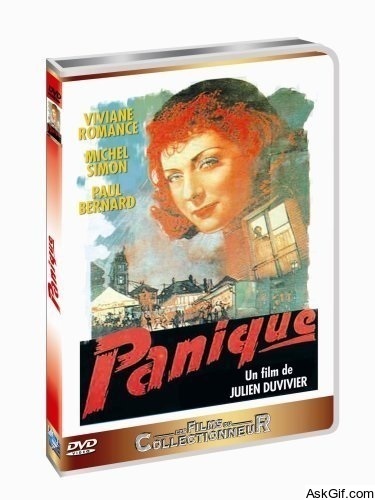 DVD
Panique
VIVIANE
ROMANCE
MICHEL
SIMON
PAUL
BERNARD
Panique
Un film de
JULIEN DUVIVIER
DVD
VIDEO
LES FILMS DU
COLLECTIONNEUR
AskGif.com